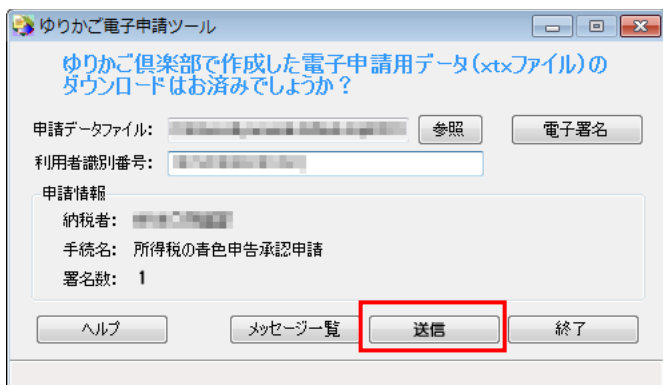 ゆりかご電子申請ツール
ゆりかご倶楽部で作成した電子申請用データ(xtxファイル)の
ダウンロードはお済みでしょうか？
申請データファイル: 参照 電子署名
利用者識別番号:
申請情報
納税者:
手続名: 所得税の青色申告承認申請
署名数: 1
ヘルプ メッセージ一覧 送信 終了